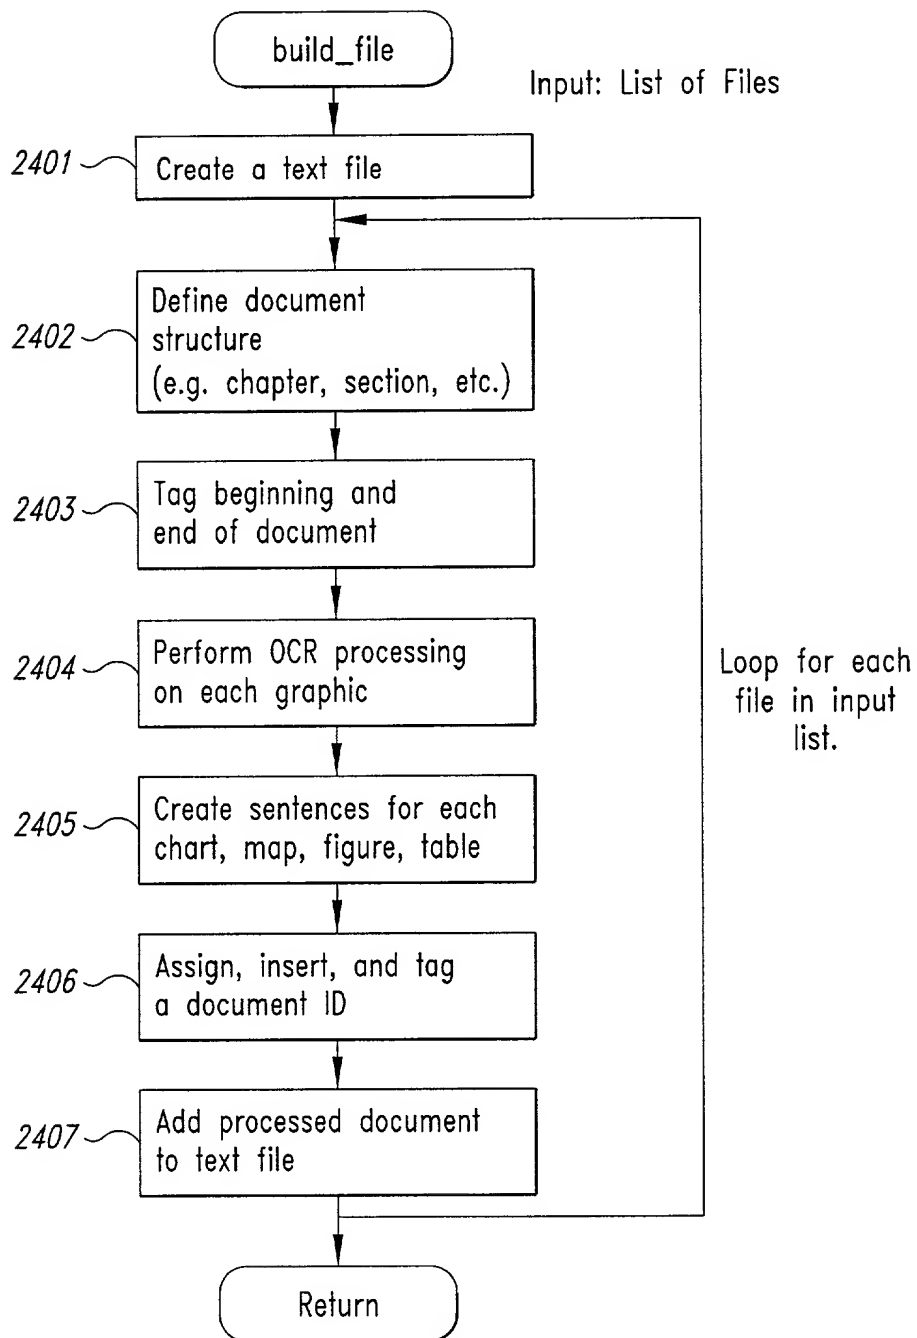 build_file
Input: List of Files
2401
Create a text file
2402
Define document
structure
(e.g. chapter, section, etc.)
2403
Tag beginning and
end of document
2404
Perform OCR processing
on each graphic
Loop for each
file in input
list.
2405
Create sentences for each
chart, map, figure, table
2406
Assign, insert, and tag
a document ID
2407
Add processed document
to text file
Return